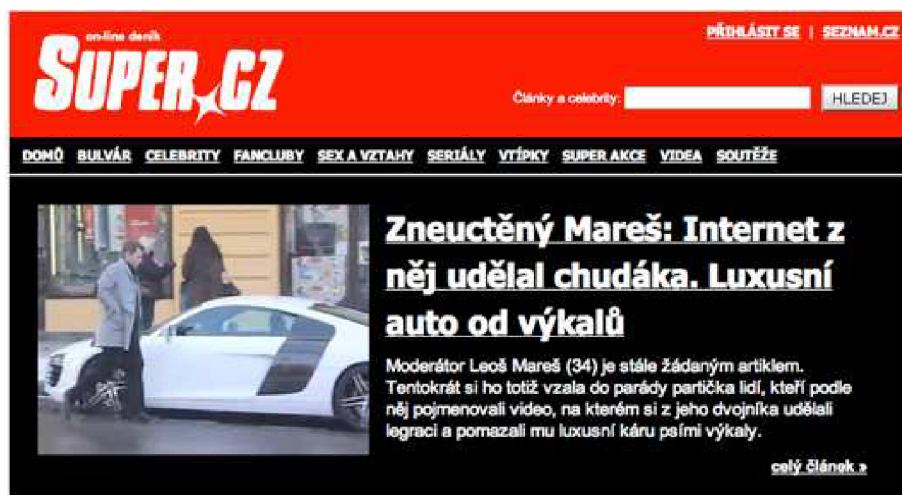 on-line deník
SUPER.CZ
PŘIHLÁSIT SE | SEZNAM.CZ
Články a celebrity:
HLEDEJ
DOMŮ BULVÁR CELEBRITY FANCLUBY SEX A VZTAHY SERIÁLY VTÍPKY SUPER AKCE VIDEA SOUTĚŽE
Zneuctěný Mareš: Internet z
něj udělal chudáka. Luxusní
auto od výkalů
Moderátor Leoš Mareš (34) je stále žádaným artiklem.
Tentokrát si ho totiž vzala do parády partička lidí, kteří podle
něj pojmenovali video, na kterém si z jeho dvojníka udělali
legraci a pomazali mu luxusní káru psími výkaly.
celý článek »